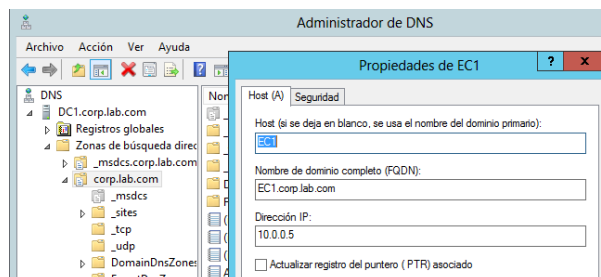 Administrador de DNS
Archivo Acción Ver Ayuda
Propiedades de EC1
? x
DNS
DC1.corp.lab.com
Registros globales
Zonas de búsqueda direc
_msdcs.corp.lab.com
corp.lab.com
_msdcs
_sites
_tcp
_udp
DomainDnsZones
Nor
Host (A) Seguridad
Host (si se deja en blanco, se usa el nombre del dominio primario):
EC1
Nombre de dominio completo (FQDN):
EC1.corp.lab.com
Dirección IP:
10.0.0.5
Actualizar registro del puntero ( PTR) asociado